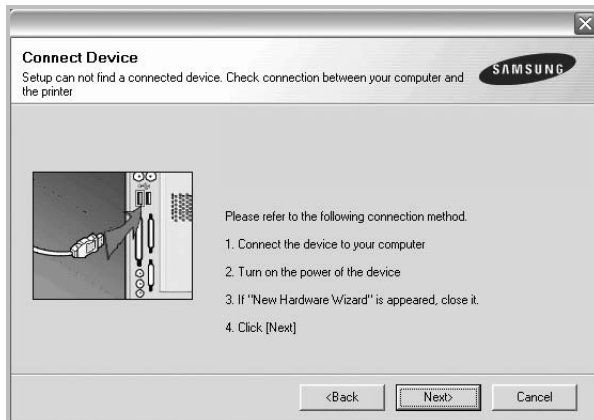 Connect Device
Setup can not find a connected device. Check connection between your computer and
the printer
SAMSUNG
Please refer to the following connection method.
1. Connect the device to your computer
2. Turn on the power of the device
3. If "New Hardware Wizard" is appeared, close it.
4. Click [Next]
<Back
Next>
Cancel